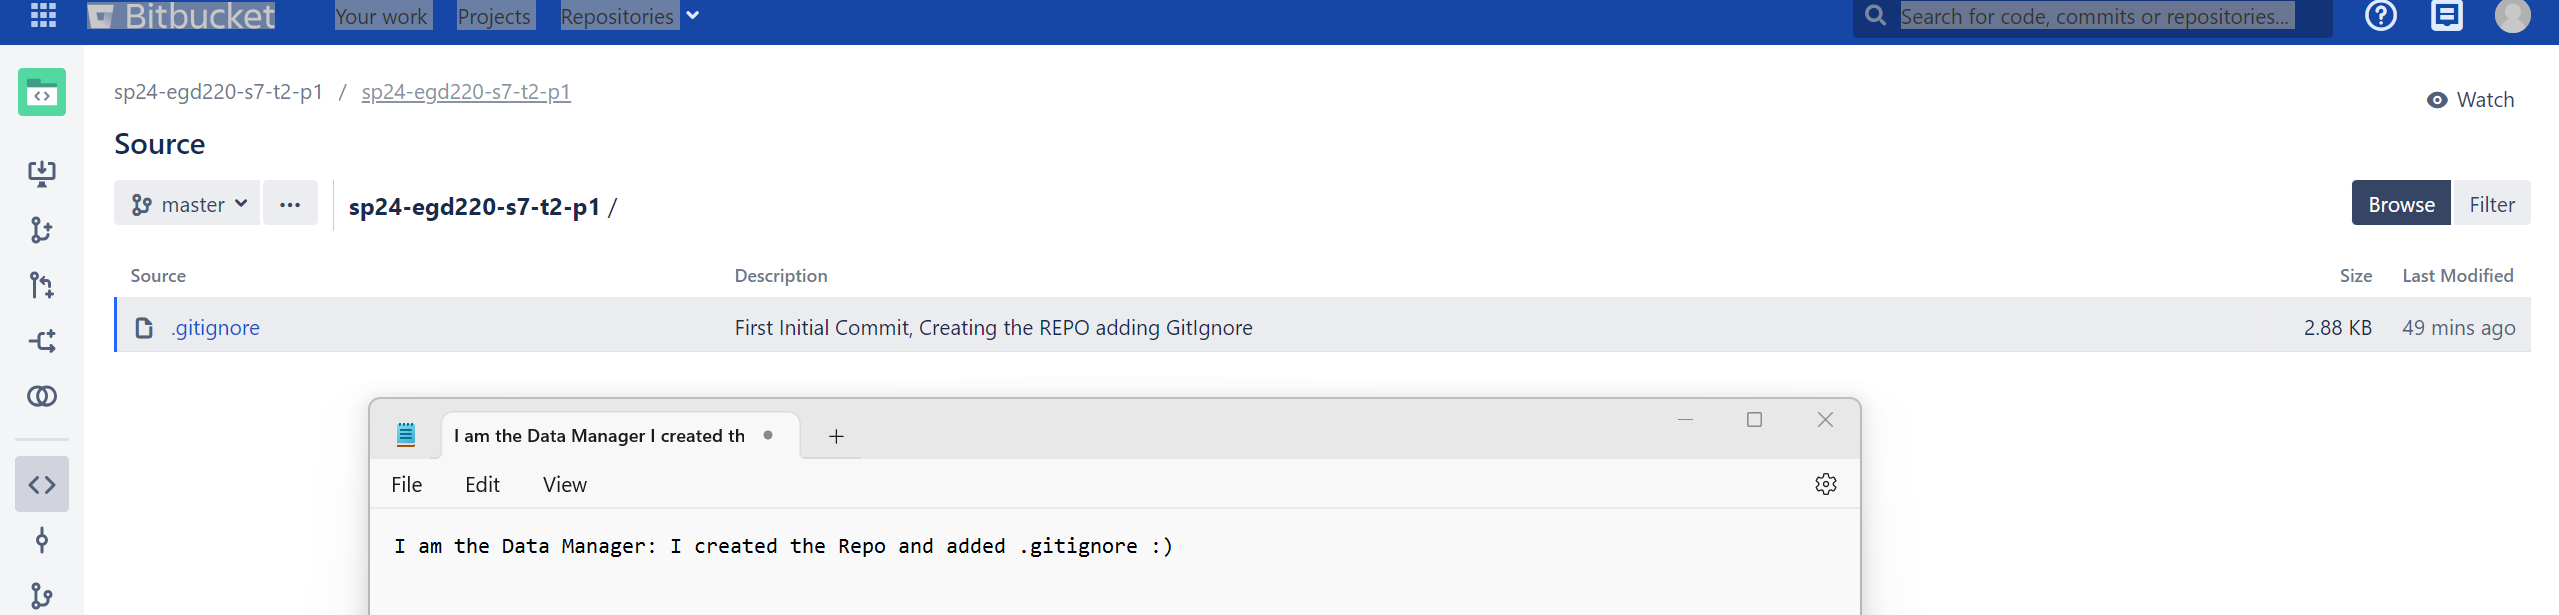 Bitbucket Your work Projects Repositories Search for code, commits or repositories...
sp24-egd220-s7-t2-p1 / sp24-egd220-s7-t2-p1
Watch
Source
master ... sp24-egd220-s7-t2-p1 / Browse Filter
Source Description Size Last Modified
.gitignore First Initial Commit, Creating the REPO adding GitIgnore 2.88 KB 49 mins ago
I am the Data Manager I created th
File Edit View
I am the Data Manager: I created the Repo and added .gitignore :)